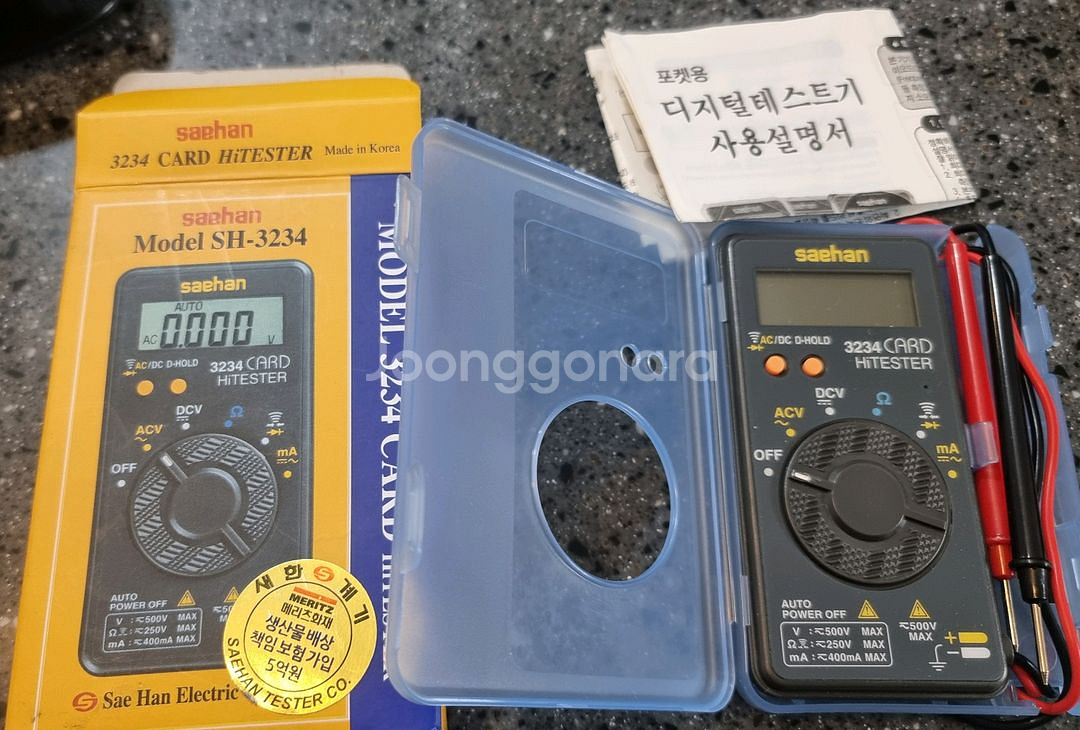 saehan
3234 CARD HiTESTER Made in Korea
saehan
Model SH-3234
saehan
AUTO
AC 0.000 V
AC/DC D-HOLD
3234 CARD
HiTESTER
DCV
Ω
ACV
mA
OFF
AUTO
POWER OFF
V : 500V MAX
Ω : 250V MAX
mA : 400mA MAX
Sae Han Electric
새한 계기
MERITZ
메리츠화재
생산물배상
책임보험가입
5억원
SAEHAN TESTER CO.
MODEL 3234 CARD
포켓용
디지털테스트기
사용설명서
Joonggonara
saehan
AC/DC D-HOLD
3234 CARD
HiTESTER
DCV
Ω
ACV
mA
OFF
AUTO
POWER OFF
500V
MAX
V : 500V MAX
Ω : 250V MAX
mA : 400mA MAX
+
−